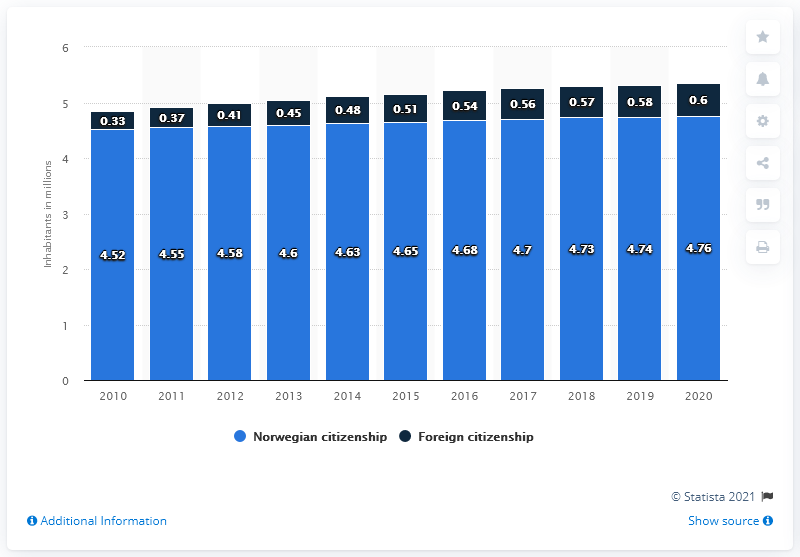 6
5
4
3
2
1
0
Inhabitants in millions
0.33 0.37 0.41 0.45 0.48 0.51 0.54 0.56 0.57 0.58 0.6
4.52 4.55 4.58 4.6 4.63 4.65 4.68 4.7 4.73 4.74 4.76
2010 2011 2012 2013 2014 2015 2016 2017 2018 2019 2020
Norwegian citizenship Foreign citizenship
© Statista 2021
Additional Information Show source